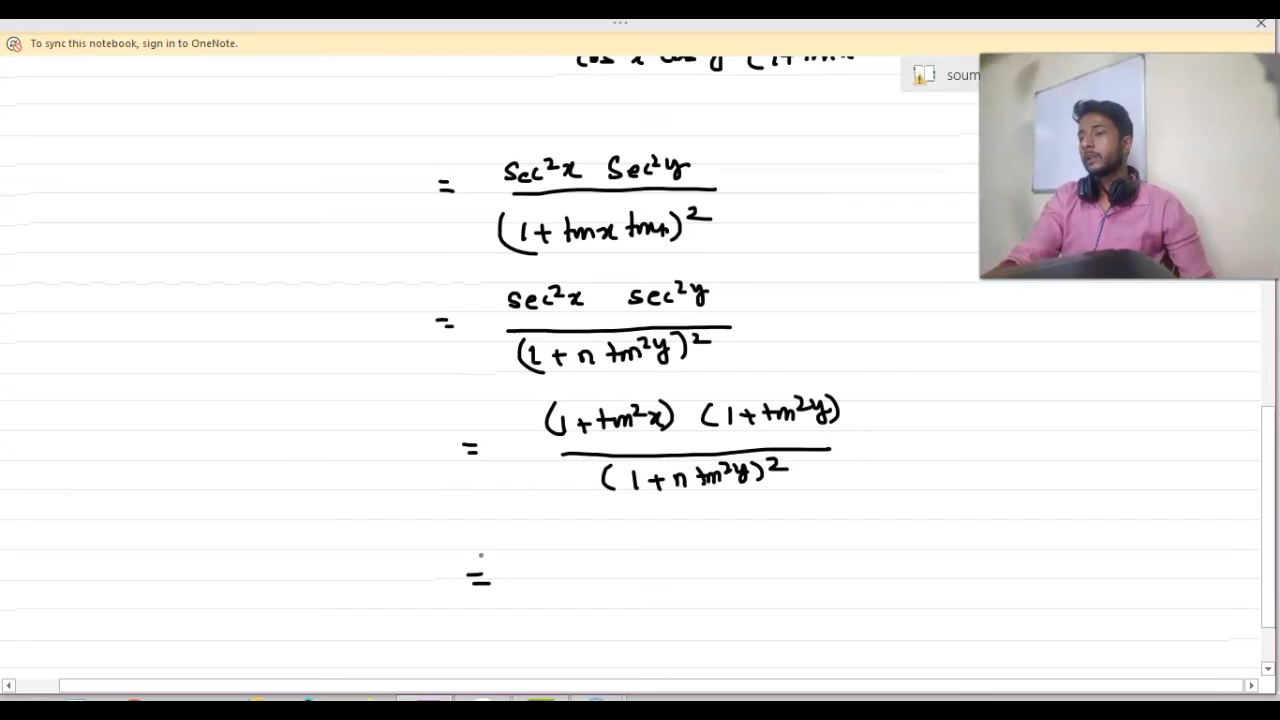 To sync this notebook, sign in to OneNote.
soum
= sec²x sec²y
(1 + tanx tany)²
= sec²x sec²y
(1 + n tan²y)²
= (1 + tan²x) (1 + tan²y)
(1 + n tan²y)²
=